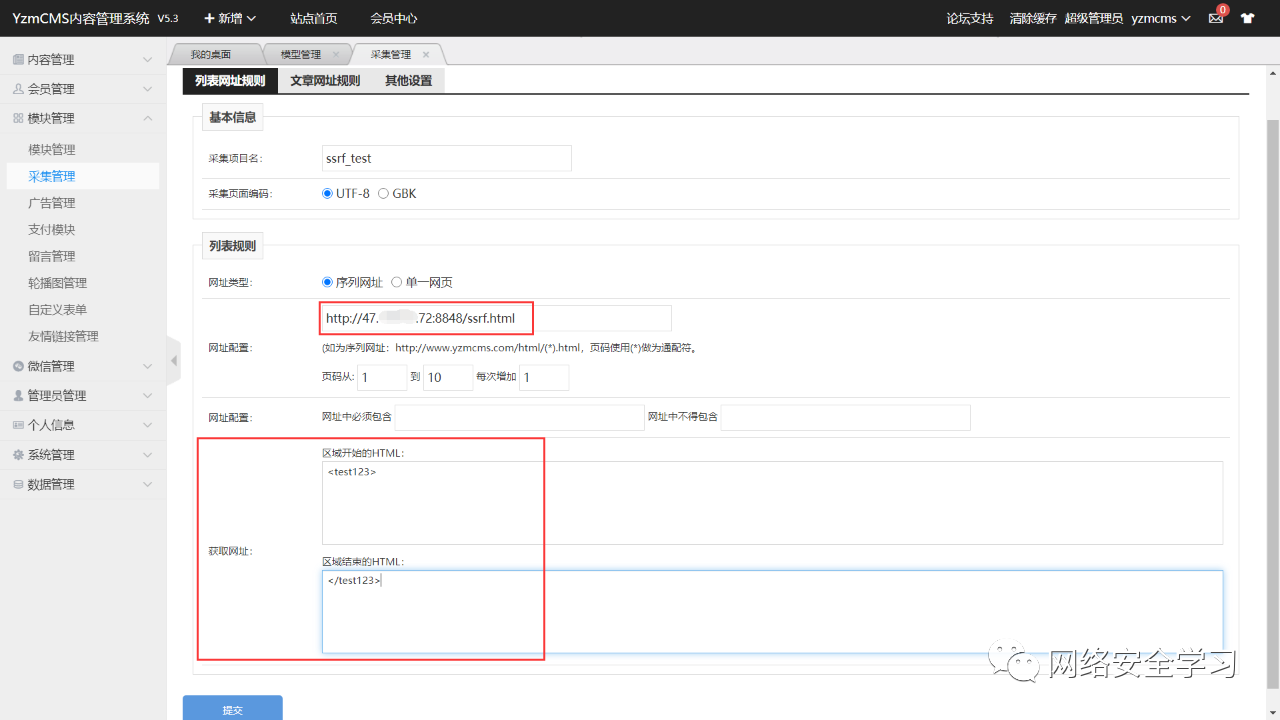 YzmCMS内容管理系统 V5.3 新增 站点首页 会员中心 论坛支持 清除缓存 超级管理员 yzmcms 0
我的桌面 模型管理 × 采集管理 ×
内容管理
会员管理
模块管理
模块管理
采集管理
广告管理
支付模块
留言管理
轮播图管理
自定义表单
友情链接管理
微信管理
管理员管理
个人信息
系统管理
数据管理
列表网址规则 文章网址规则 其他设置
基本信息
采集项目名： ssrf_test
采集页面编码： UTF-8 GBK
列表规则
网址类型： 序列网址 单一网页
http://47. .72:8848/ssrf.html
网址配置： (如为序列网址：http://www.yzmcms.com/html/(*).html，页码使用(*)做为通配符。
页码从: 1 到 10 每次增加 1
网址配置： 网址中必须包含 网址中不得包含
区域开始的HTML：
<test123>
获取网址：
区域结束的HTML：
</test123>
提交
网络安全学习